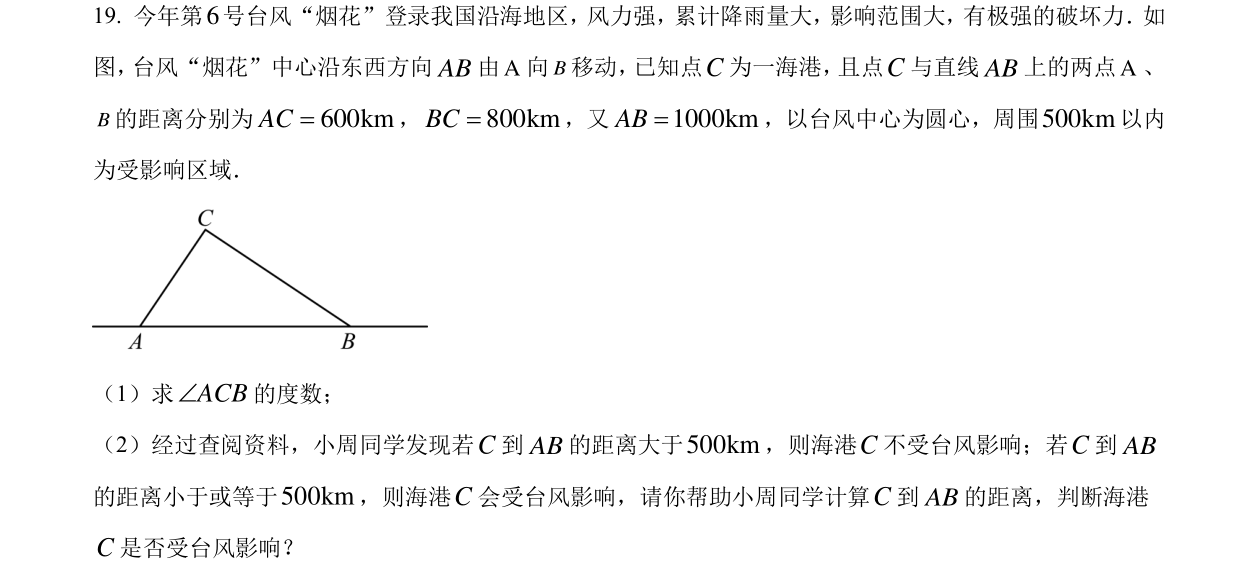 19. 今年第6号台风“烟花”登录我国沿海地区，风力强，累计降雨量大，影响范围大，有极强的破坏力．如
图，台风“烟花”中心沿东西方向AB由A向B移动，已知点C为一海港，且点C与直线AB上的两点A、
B的距离分别为AC=600km，BC=800km，又AB=1000km，以台风中心为圆心，周围500km以内
为受影响区域．
C
A B
（1）求∠ACB的度数；
（2）经过查阅资料，小周同学发现若C到AB的距离大于500km，则海港C不受台风影响；若C到AB
的距离小于或等于500km，则海港C会受台风影响，请你帮助小周同学计算C到AB的距离，判断海港
C是否受台风影响？